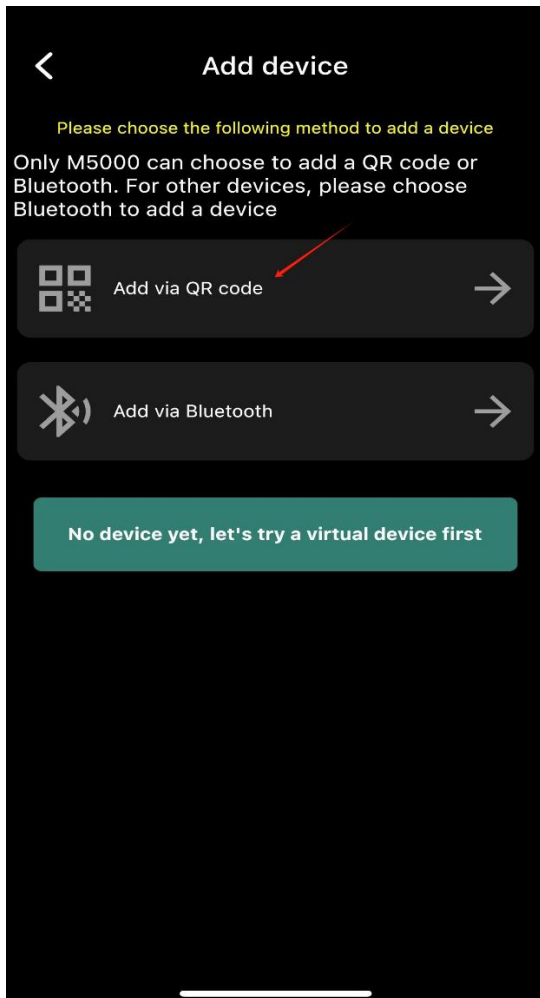 Add device
Please choose the following method to add a device
Only M5000 can choose to add a QR code or
Bluetooth. For other devices, please choose
Bluetooth to add a device
Add via QR code
Add via Bluetooth
No device yet, let's try a virtual device first